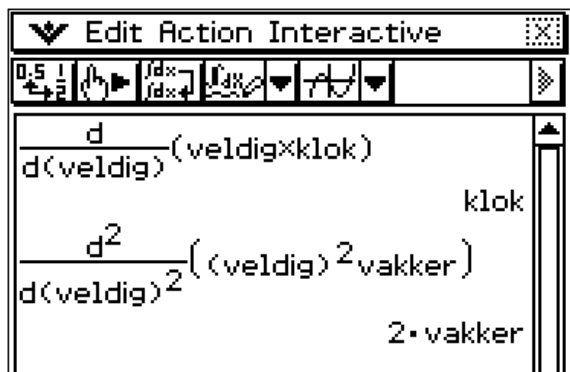 Edit Action Interactive
d/d(veldig)(veldig×klok)
klok
d²/d(veldig)²((veldig)²vakker)
2·vakker